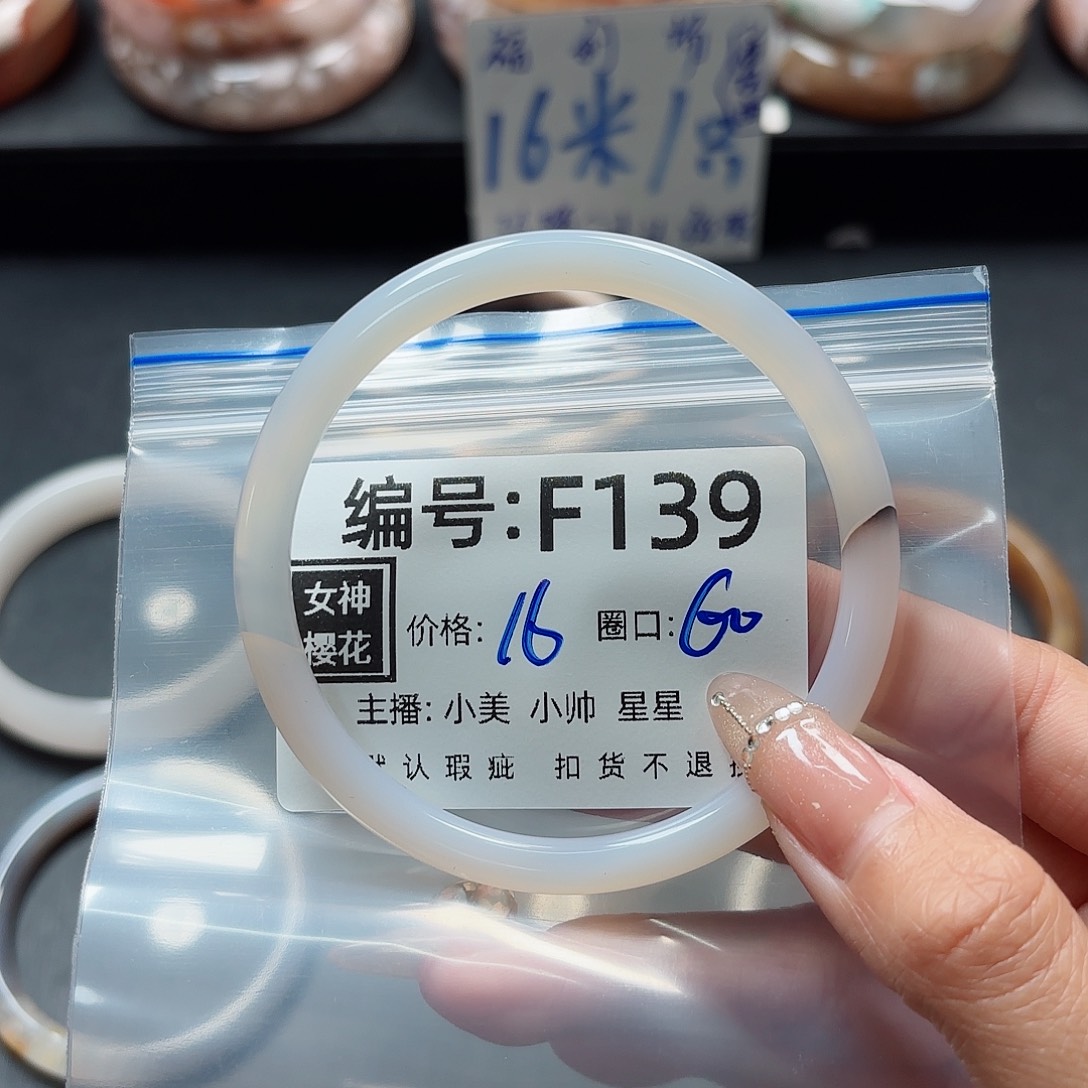 16米/条
编号:F139
女神
樱花
价格: 16 圈口: 60
主播: 小美 小帅 星星
认瑕疵 扣货不退